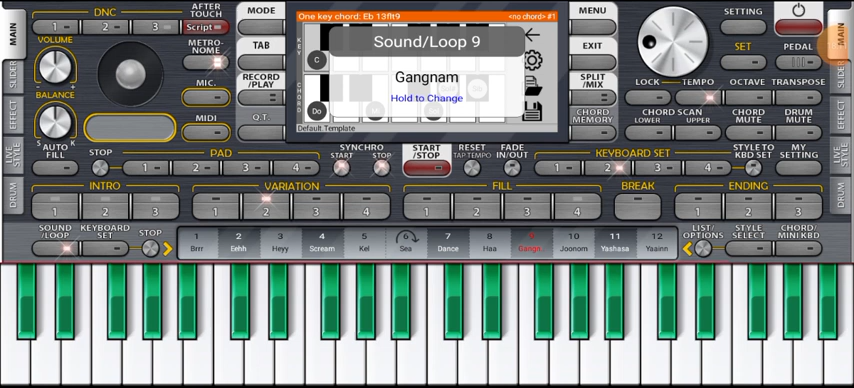 DNC
1 2 3
AFTER
TOUCH
Script
MODE
One key chord: Eb 13flt9
<no chord> #1
MENU
SETTING
MAIN
MAIN
VOLUME
- +
METRO-
NOME
TAB
KEY
C
Sound/Loop 9
EXIT
SET
PEDAL
SLIDER
SLIDER
RECORD
/PLAY
Gangnam
SPLIT
/MIX
LOCK
TEMPO
OCTAVE
TRANSPOSE
BALANCE
S K
MIC.
CHORD
Do
Hold to Change
EFFECT
EFFECT
MIDI
Q.T.
Default.Template
CHORD
MEMORY
CHORD SCAN
LOWER UPPER
CHORD
MUTE
DRUM
MUTE
LIVE
STYLE
LIVE
STYLE
AUTO
FILL
STOP
PAD
1 2 3 4
SYNCHRO
START STOP
START
/STOP
RESET
TAP TEMPO
FADE
IN/OUT
KEYBOARD SET
1 2 3 4
STYLE TO
KBD SET
MY
SETTING
DRUM
DRUM
INTRO
1 2 3
VARIATION
1 2 3 4
FILL
1 2 3 4
BREAK
ENDING
1 2 3
SOUND
/LOOP
KEYBOARD
SET
STOP
1 2 3 4 5 6 7 8 9 10 11 12
Brrr Eehh Heyy Scream Kel Sea Dance Haa Gangn. Joonom Yashasa Yaainn
LIST/
OPTIONS
STYLE
SELECT
CHORD/
MINI KBD